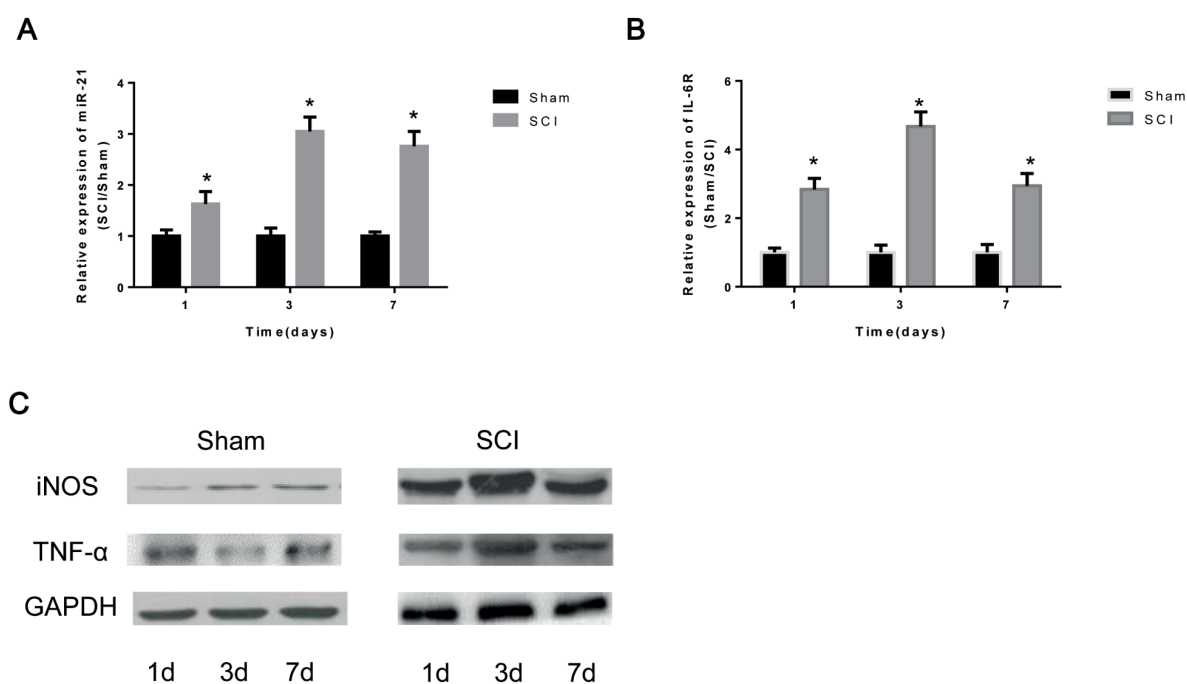 A
Relative expression of miR-21
(SCI/Sham)
4
3
2
1
0
*
*
*
1
3
7
Time(days)
Sham
SCI
B
Relative expression of IL-6R
(Sham/SCI)
6
4
2
0
*
*
*
1
3
7
Time(days)
Sham
SCI
C
Sham
SCI
iNOS
TNF-α
GAPDH
1d 3d 7d
1d 3d 7d